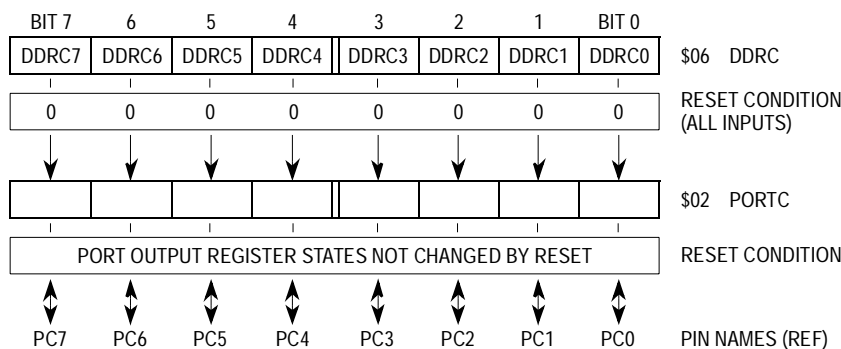 BIT 7 6 5 4 3 2 1 BIT 0
DDRC7 DDRC6 DDRC5 DDRC4 DDRC3 DDRC2 DDRC1 DDRC0 $06 DDRC
0 0 0 0 0 0 0 0 RESET CONDITION
(ALL INPUTS)
$02 PORTC
PORT OUTPUT REGISTER STATES NOT CHANGED BY RESET RESET CONDITION
PC7 PC6 PC5 PC4 PC3 PC2 PC1 PC0 PIN NAMES (REF)